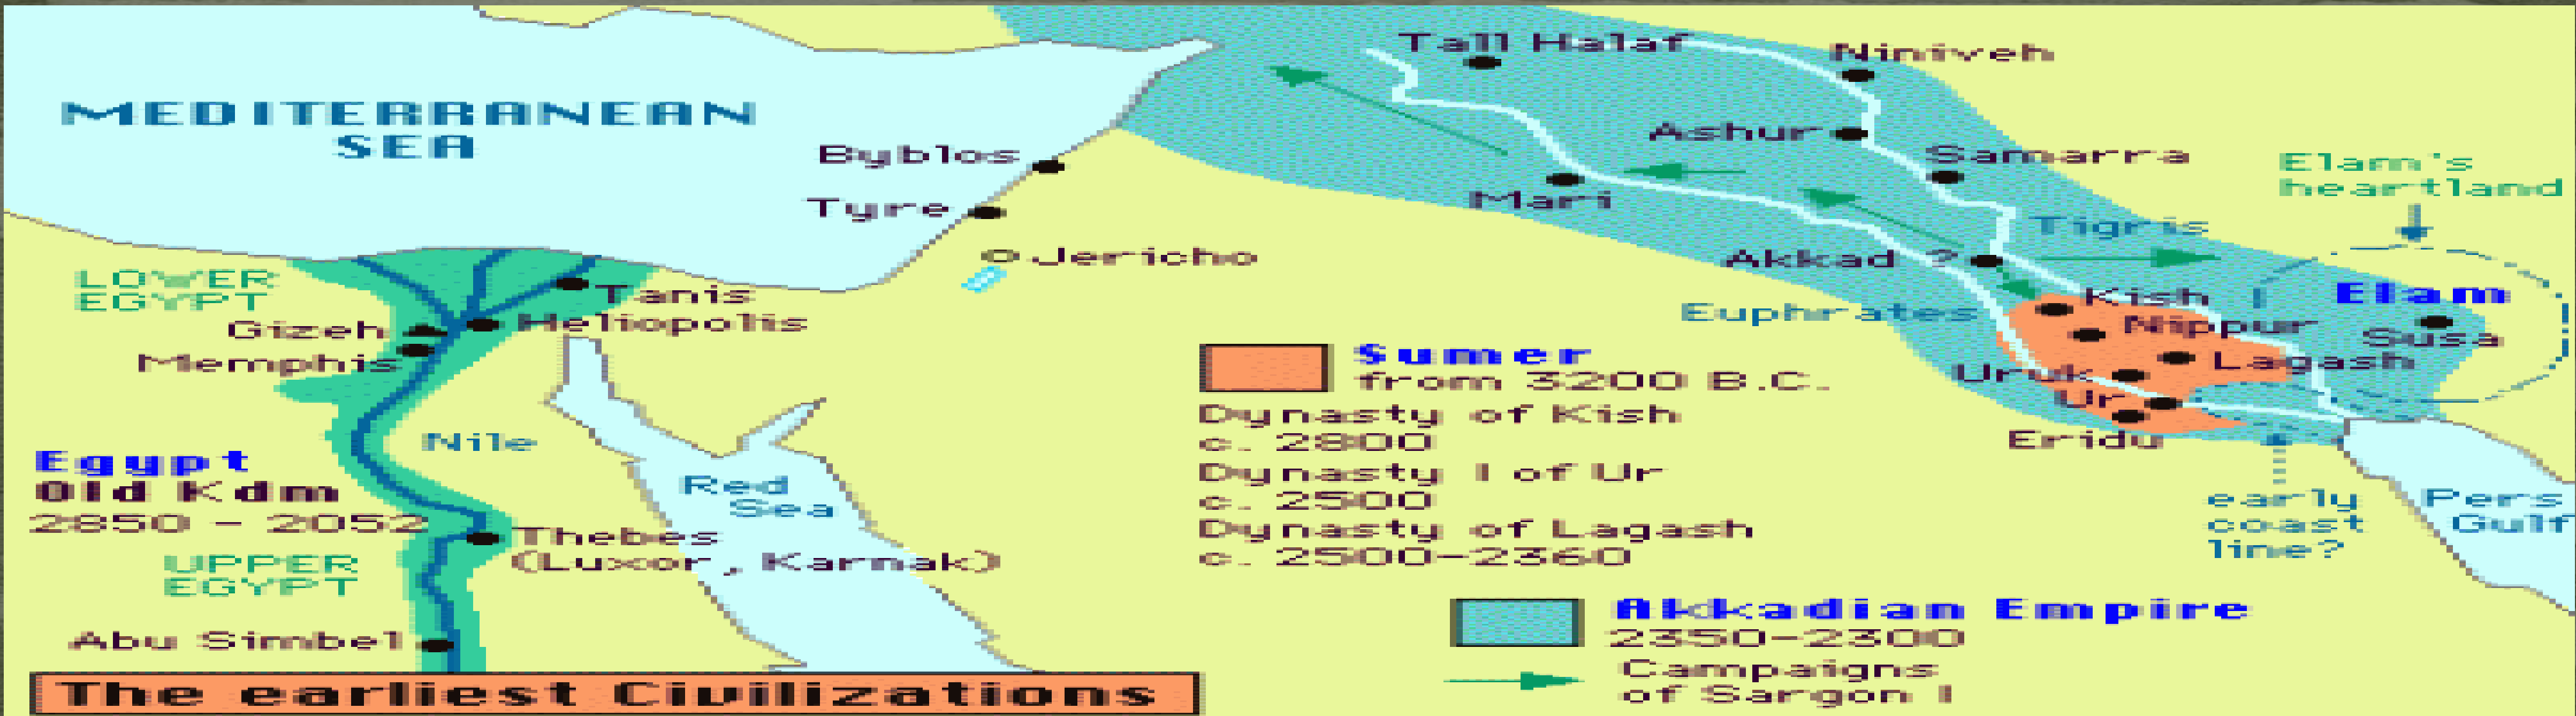 MEDITERRANEAN
SEA
Tall Halaf
Niniveh
Ashur
Samarra
Byblos
Tyre
Jericho
Mari
Tigris
Elam's
heartland
Akkad ?
Euphrates
Kish
Nippur
Lagash
Uruk
Ur
Eridu
Elam
Susa
LOWER
EGYPT
Tanis
Heliopolis
Gizeh
Memphis
Nile
Egypt
Old Kdm
2850 - 2052
Red
Sea
Thebes
(Luxor, Karnak)
UPPER
EGYPT
Abu Simbel
Sumer
from 3200 B.C.
Dynasty of Kish
c. 2800
Dynasty I of Ur
c. 2500
Dynasty of Lagash
c. 2500-2360
early
coast
line?
Pers
Gulf
Akkadian Empire
2350-2300
Campaigns
of Sargon I
The earliest Civilizations